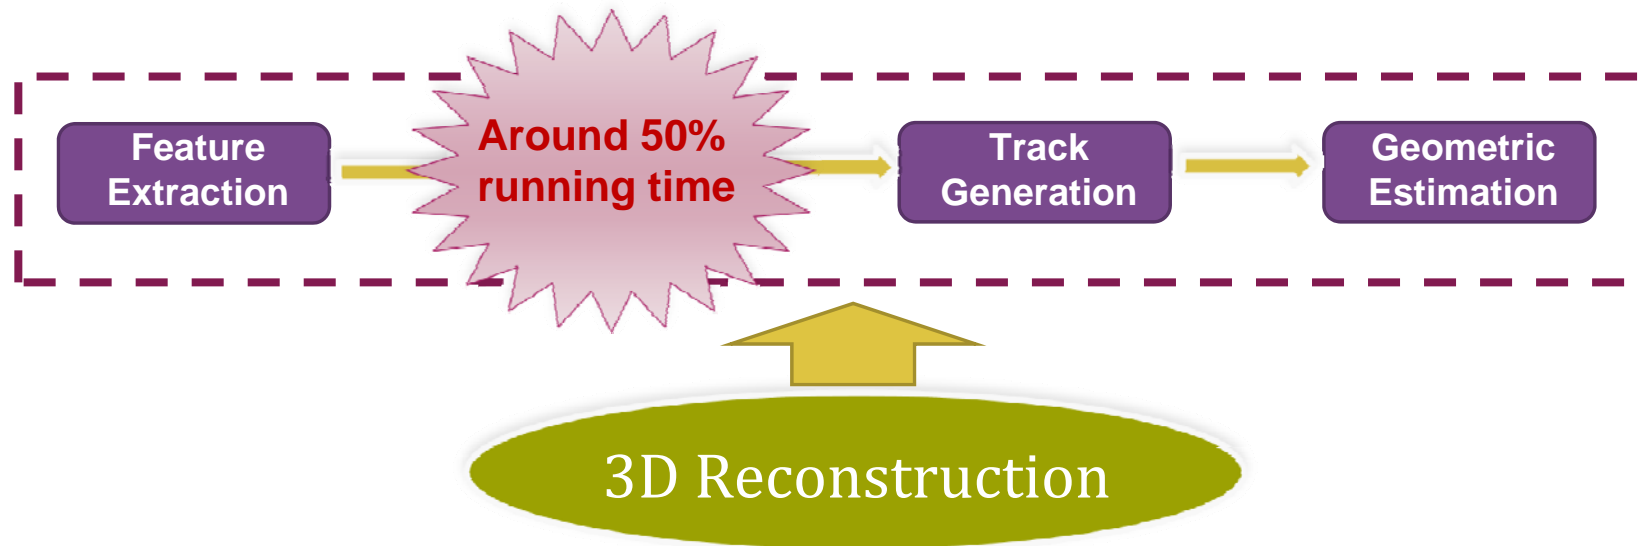 Feature
Extraction
Around 50%
running time
Track
Generation
Geometric
Estimation
3D Reconstruction